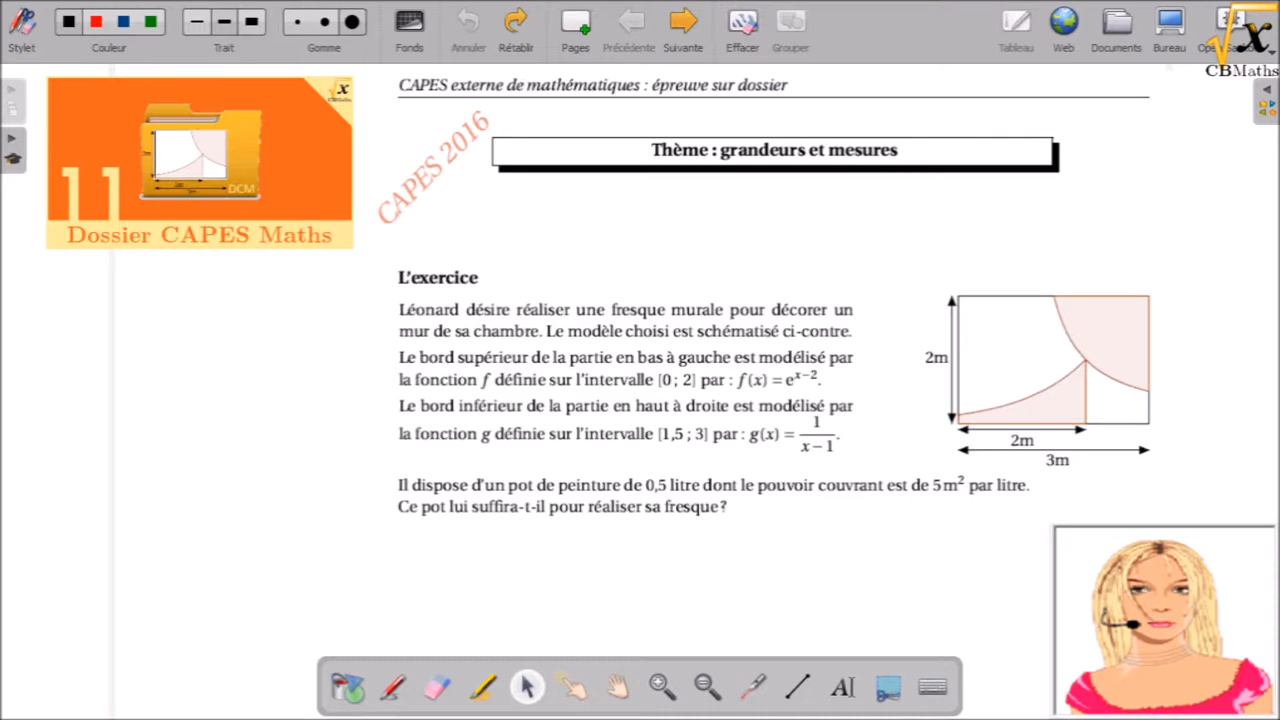 Stylet
Couleur
Trait
Gomme
Fonds
Annuler
Rétablir
Pages
Précédente
Suivante
Effacer
Grouper
Tableau
Web
Documents
Bureau
√x
CBMaths
11
DCM
Dossier CAPES Maths
CAPES externe de mathématiques : épreuve sur dossier
CAPES 2016
Thème : grandeurs et mesures
L'exercice
Léonard désire réaliser une fresque murale pour décorer un
mur de sa chambre. Le modèle choisi est schématisé ci-contre.
Le bord supérieur de la partie en bas à gauche est modélisé par
la fonction f définie sur l'intervalle [0 ; 2] par : f(x) = e^{x−2}.
Le bord inférieur de la partie en haut à droite est modélisé par
la fonction g définie sur l'intervalle [1,5 ; 3] par : g(x) = 1/(x−1).
2m
2m
3m
Il dispose d'un pot de peinture de 0,5 litre dont le pouvoir couvrant est de 5 m² par litre.
Ce pot lui suffira-t-il pour réaliser sa fresque ?
AI